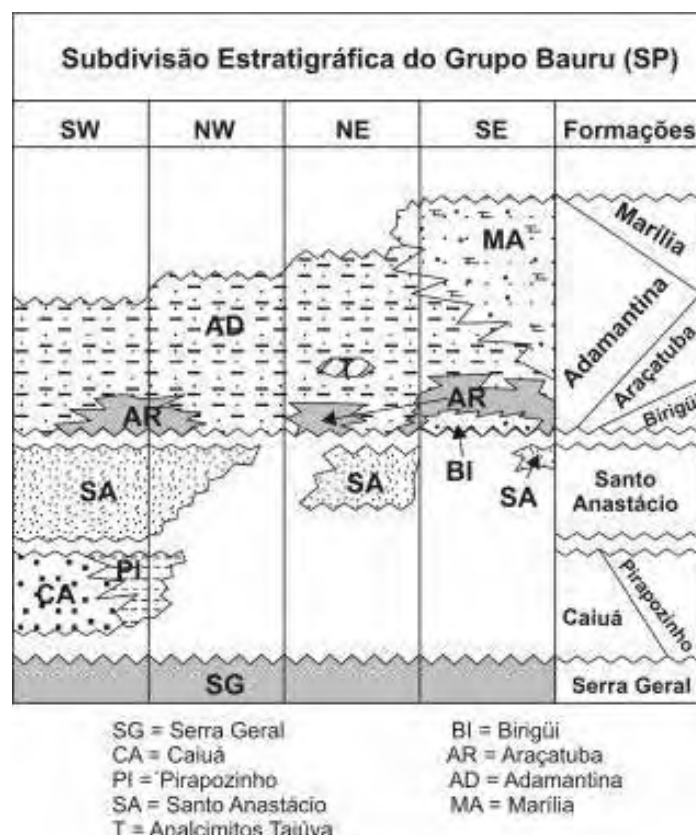 Subdivisão Estratigráfica do Grupo Bauru (SP)
SW NW NE SE Formações
MA
Marília
AD
Adamantina
T
Araçatuba
AR
AR
Birigüi
SA
SA
BI
SA
Santo
Anastácio
PI
CA
Caiuá
Pirapozinho
SG
Serra Geral
SG = Serra Geral
CA = Caiuá
PI = Pirapozinho
SA = Santo Anastácio
T = Analcimitos Taiúva
BI = Birigüi
AR = Araçatuba
AD = Adamantina
MA = Marília